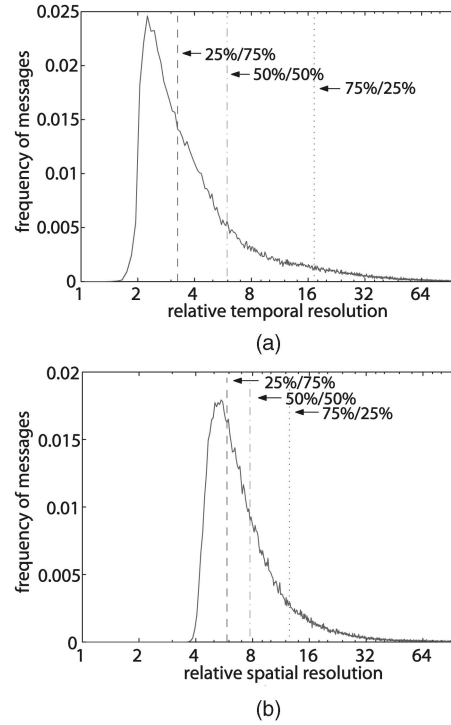 0.025
0.02
0.015
0.01
0.005
0
frequency of messages
25%/75%
50%/50%
75%/25%
1 2 4 8 16 32 64
relative temporal resolution
(a)
0.02
0.015
0.01
0.005
0
frequency of messages
25%/75%
50%/50%
75%/25%
1 2 4 8 16 32 64
relative spatial resolution
(b)